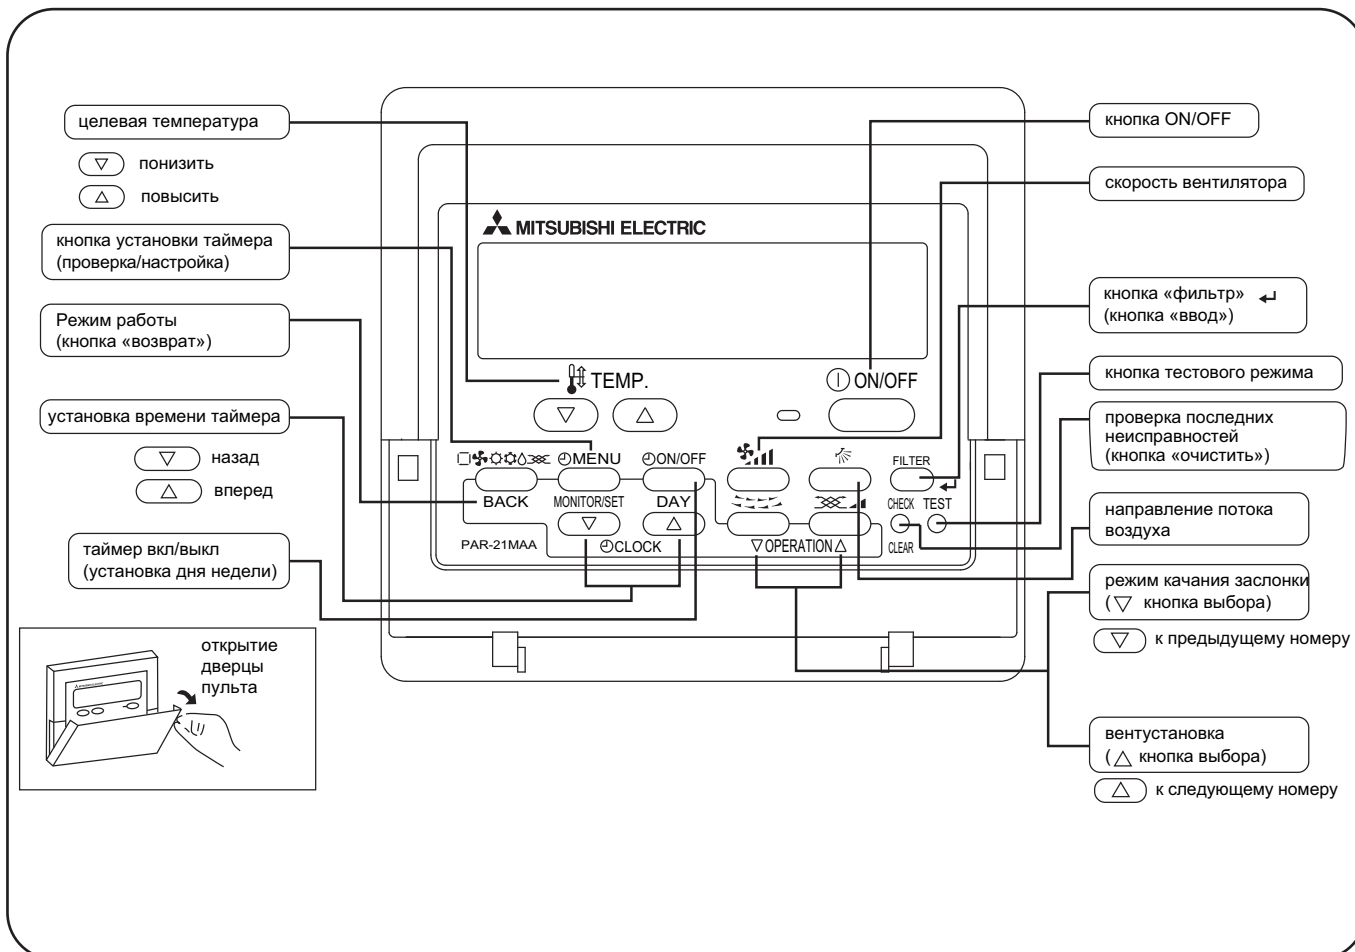 целевая температура
▽ понизить
△ повысить
кнопка установки таймера
(проверка/настройка)
Режим работы
(кнопка «возврат»)
установка времени таймера
▽ назад
△ вперед
таймер вкл/выкл
(установка дня недели)
открытие
дверцы
пульта
MITSUBISHI ELECTRIC
TEMP.
ON/OFF
▽ △
MENU ON/OFF
FILTER
BACK MONITOR/SET DAY
CHECK TEST
▽ △
PAR-21MAA CLOCK
▽ OPERATION △
CLEAR
кнопка ON/OFF
скорость вентилятора
кнопка «фильтр» ↵
(кнопка «ввод»)
кнопка тестового режима
проверка последних
неисправностей
(кнопка «очистить»)
направление потока
воздуха
режим качания заслонки
(▽ кнопка выбора)
▽ к предыдущему номеру
вентустановка
(△ кнопка выбора)
△ к следующему номеру